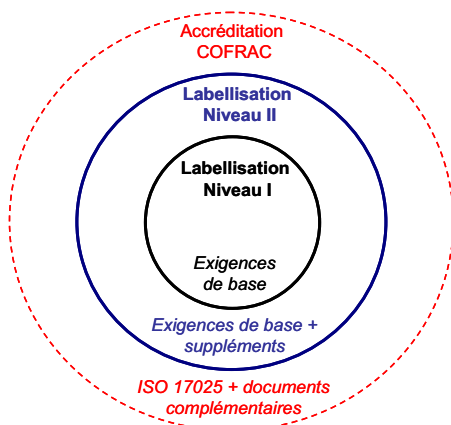 Accréditation
COFRAC
Labellisation
Niveau II
Labellisation
Niveau I
Exigences
de base
Exigences de base +
suppléments
ISO 17025 + documents
complémentaires